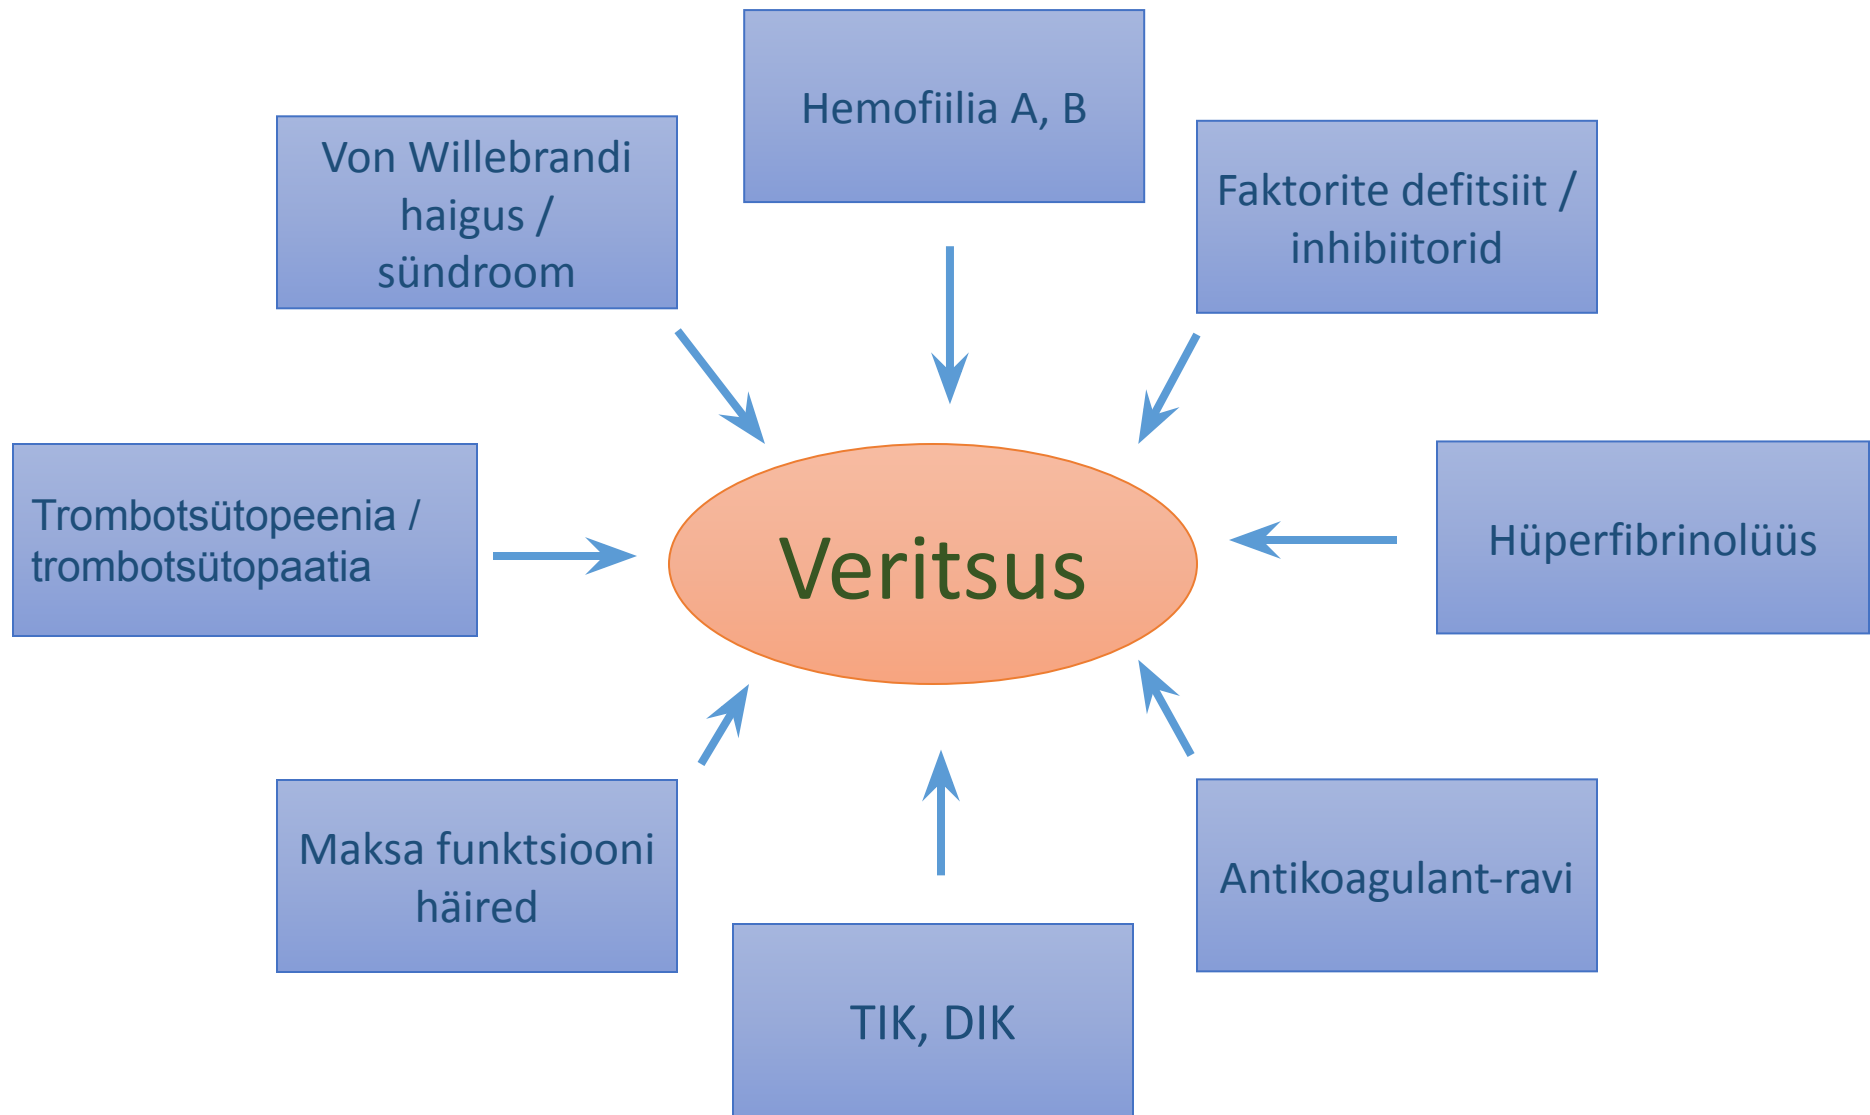 Hemofiilia A, B
Von Willebrandi
haigus /
sündroom
Faktorite defitsiit /
inhibiitorid
Trombotsütopeenia /
trombotsütopaatia
Veritsus
Hüperfibrinolüüs
Maksa funktsiooni
häired
Antikoagulant-ravi
TIK, DIK